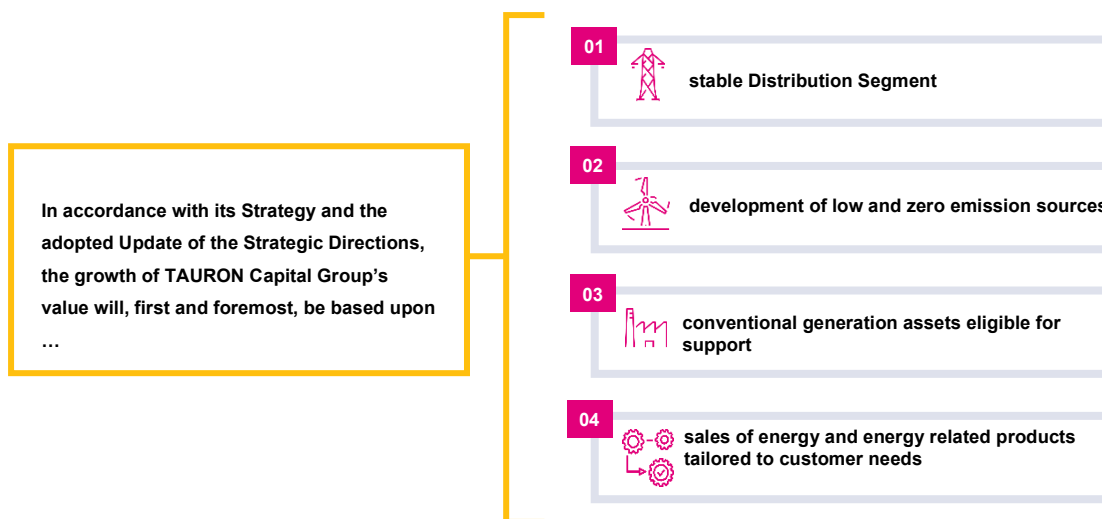 In accordance with its Strategy and the
adopted Update of the Strategic Directions,
the growth of TAURON Capital Group's
value will, first and foremost, be based upon
…
01
stable Distribution Segment
02
development of low and zero emission sources
03
conventional generation assets eligible for
support
04
sales of energy and energy related products
tailored to customer needs